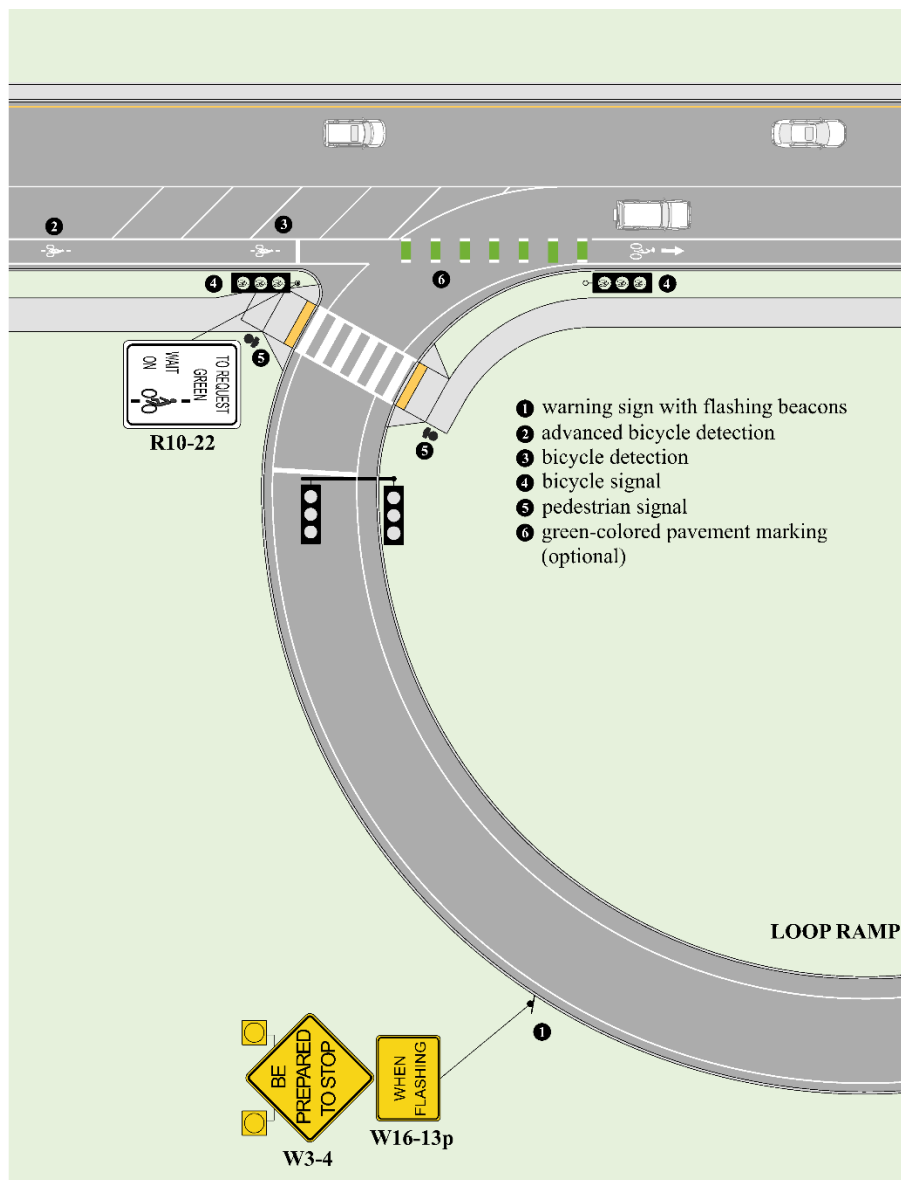 2
3
4
6
4
TO REQUEST
GREEN
WAIT
ON
5
R10-22
5
1 warning sign with flashing beacons
2 advanced bicycle detection
3 bicycle detection
4 bicycle signal
5 pedestrian signal
6 green-colored pavement marking
(optional)
LOOP RAMP
1
BE
PREPARED
TO STOP
WHEN
FLASHING
W16-13p
W3-4